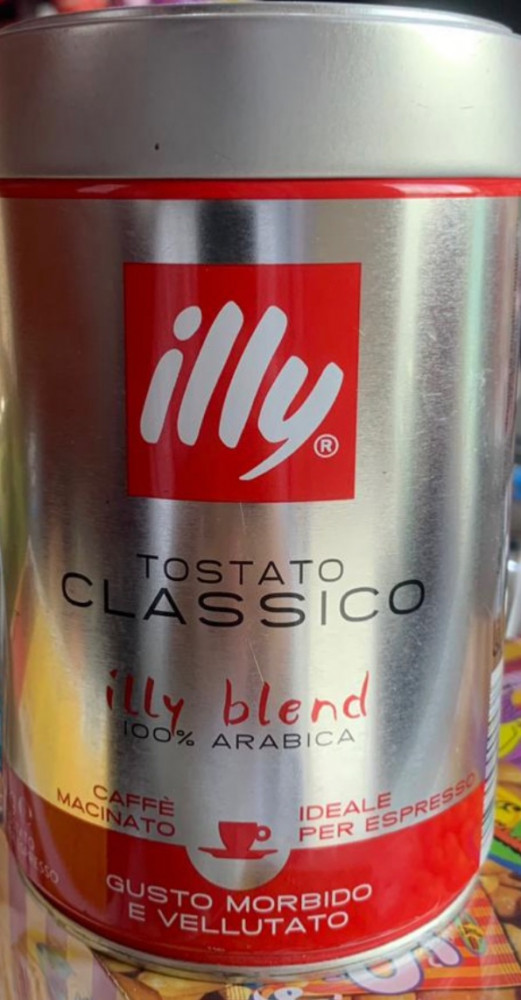 illy®
TOSTATO
CLASSICO
illy blend
100% ARABICA
CAFFÈ
MACINATO
IDEALE
PER ESPRESSO
GUSTO MORBIDO
E VELLUTATO